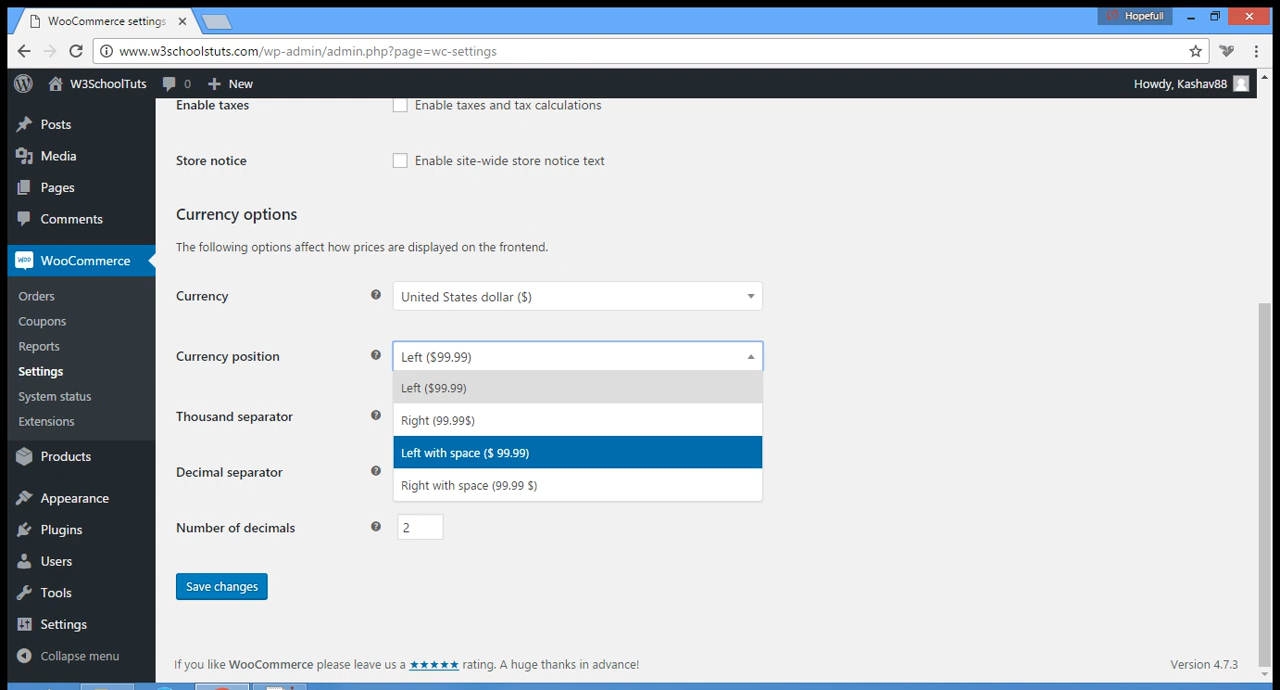 WooCommerce settings
Hopefull
www.w3schoolstuts.com/wp-admin/admin.php?page=wc-settings
W3SchoolTuts 0 New Howdy, Kashav88
Enable taxes Enable taxes and tax calculations
Posts
Media
Store notice Enable site-wide store notice text
Pages
Comments
Currency options
The following options affect how prices are displayed on the frontend.
WooCommerce
Orders
Currency United States dollar ($)
Coupons
Reports
Currency position Left ($99.99)
Settings
Left ($99.99)
System status
Thousand separator
Right (99.99$)
Extensions
Left with space ($ 99.99)
Products
Decimal separator
Right with space (99.99 $)
Appearance
Number of decimals 2
Plugins
Users
Save changes
Tools
Settings
Collapse menu
If you like WooCommerce please leave us a ★★★★★ rating. A huge thanks in advance! Version 4.7.3